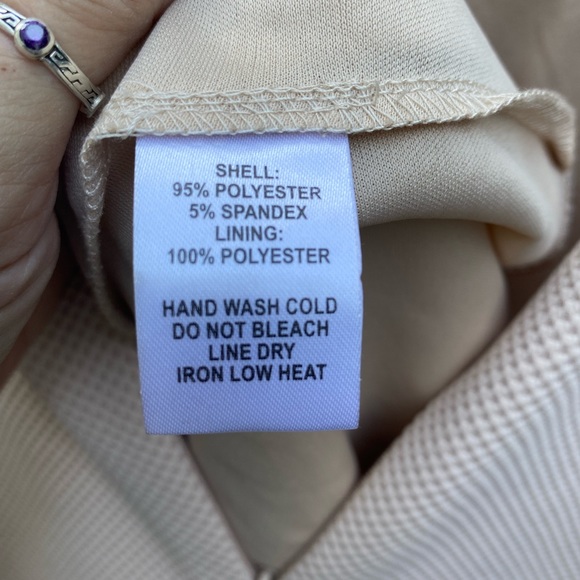 SHELL:
95% POLYESTER
5% SPANDEX
LINING:
100% POLYESTER
HAND WASH COLD
DO NOT BLEACH
LINE DRY
IRON LOW HEAT